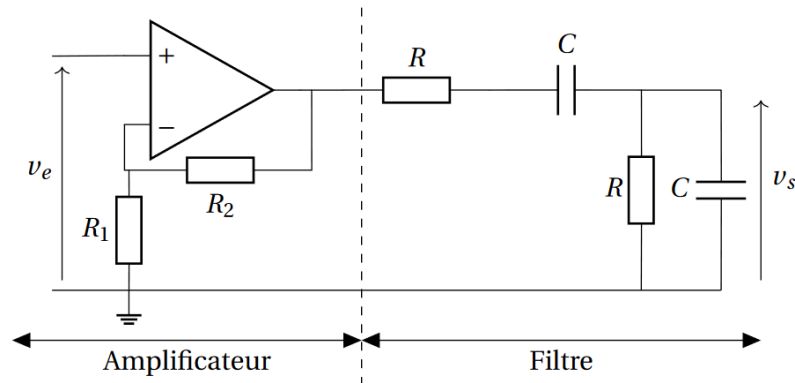 C
R
+
−
v_e
R_2
R
C
v_s
R_1
Amplificateur
Filtre